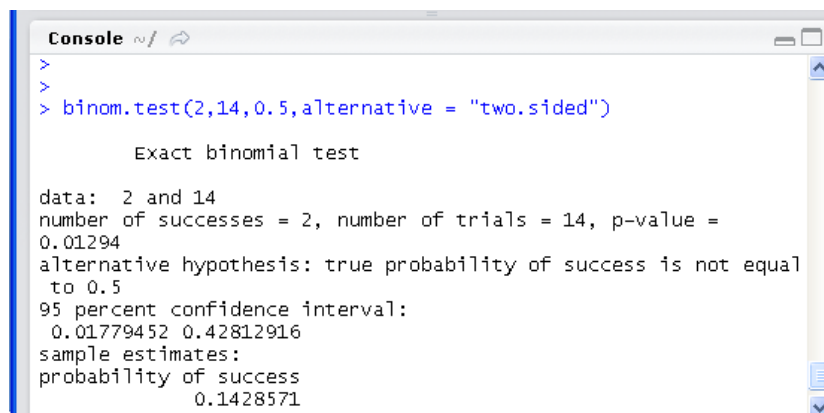 Console ~/
>
>
> binom.test(2,14,0.5,alternative = "two.sided")
Exact binomial test
data:  2 and 14
number of successes = 2, number of trials = 14, p-value =
0.01294
alternative hypothesis: true probability of success is not equal
 to 0.5
95 percent confidence interval:
 0.01779452 0.42812916
sample estimates:
probability of success
0.1428571